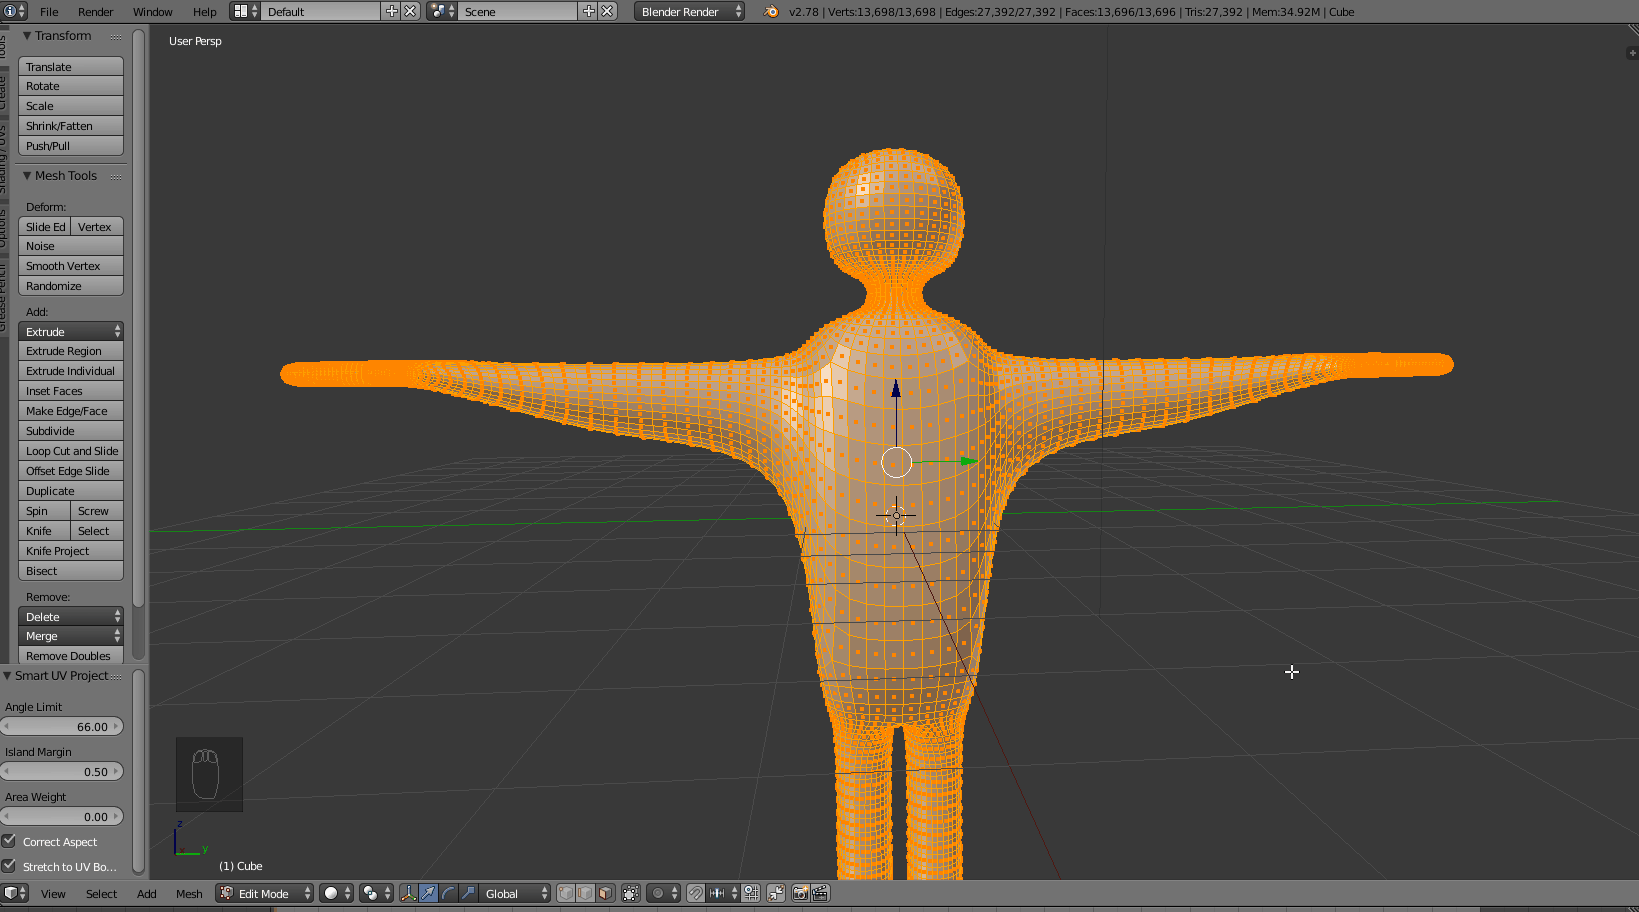 File Render Window Help Default Scene Blender Render v2.78 | Verts:13,698/13,698 | Edges:27,392/27,392 | Faces:13,696/13,696 | Tris:27,392 | Mem:34.92M | Cube
User Persp
Tools
Create
Shading / UVs
Options
Grease Pencil
Transform
Translate
Rotate
Scale
Shrink/Fatten
Push/Pull
Mesh Tools
Deform:
Slide Ed Vertex
Noise
Smooth Vertex
Randomize
Add:
Extrude
Extrude Region
Extrude Individual
Inset Faces
Make Edge/Face
Subdivide
Loop Cut and Slide
Offset Edge Slide
Duplicate
Spin Screw
Knife Select
Knife Project
Bisect
Remove:
Delete
Merge
Remove Doubles
Smart UV Project
Angle Limit
66.00
Island Margin
0.50
Area Weight
0.00
Correct Aspect
Stretch to UV Bo...
z
x y
(1) Cube
View Select Add Mesh Edit Mode Global